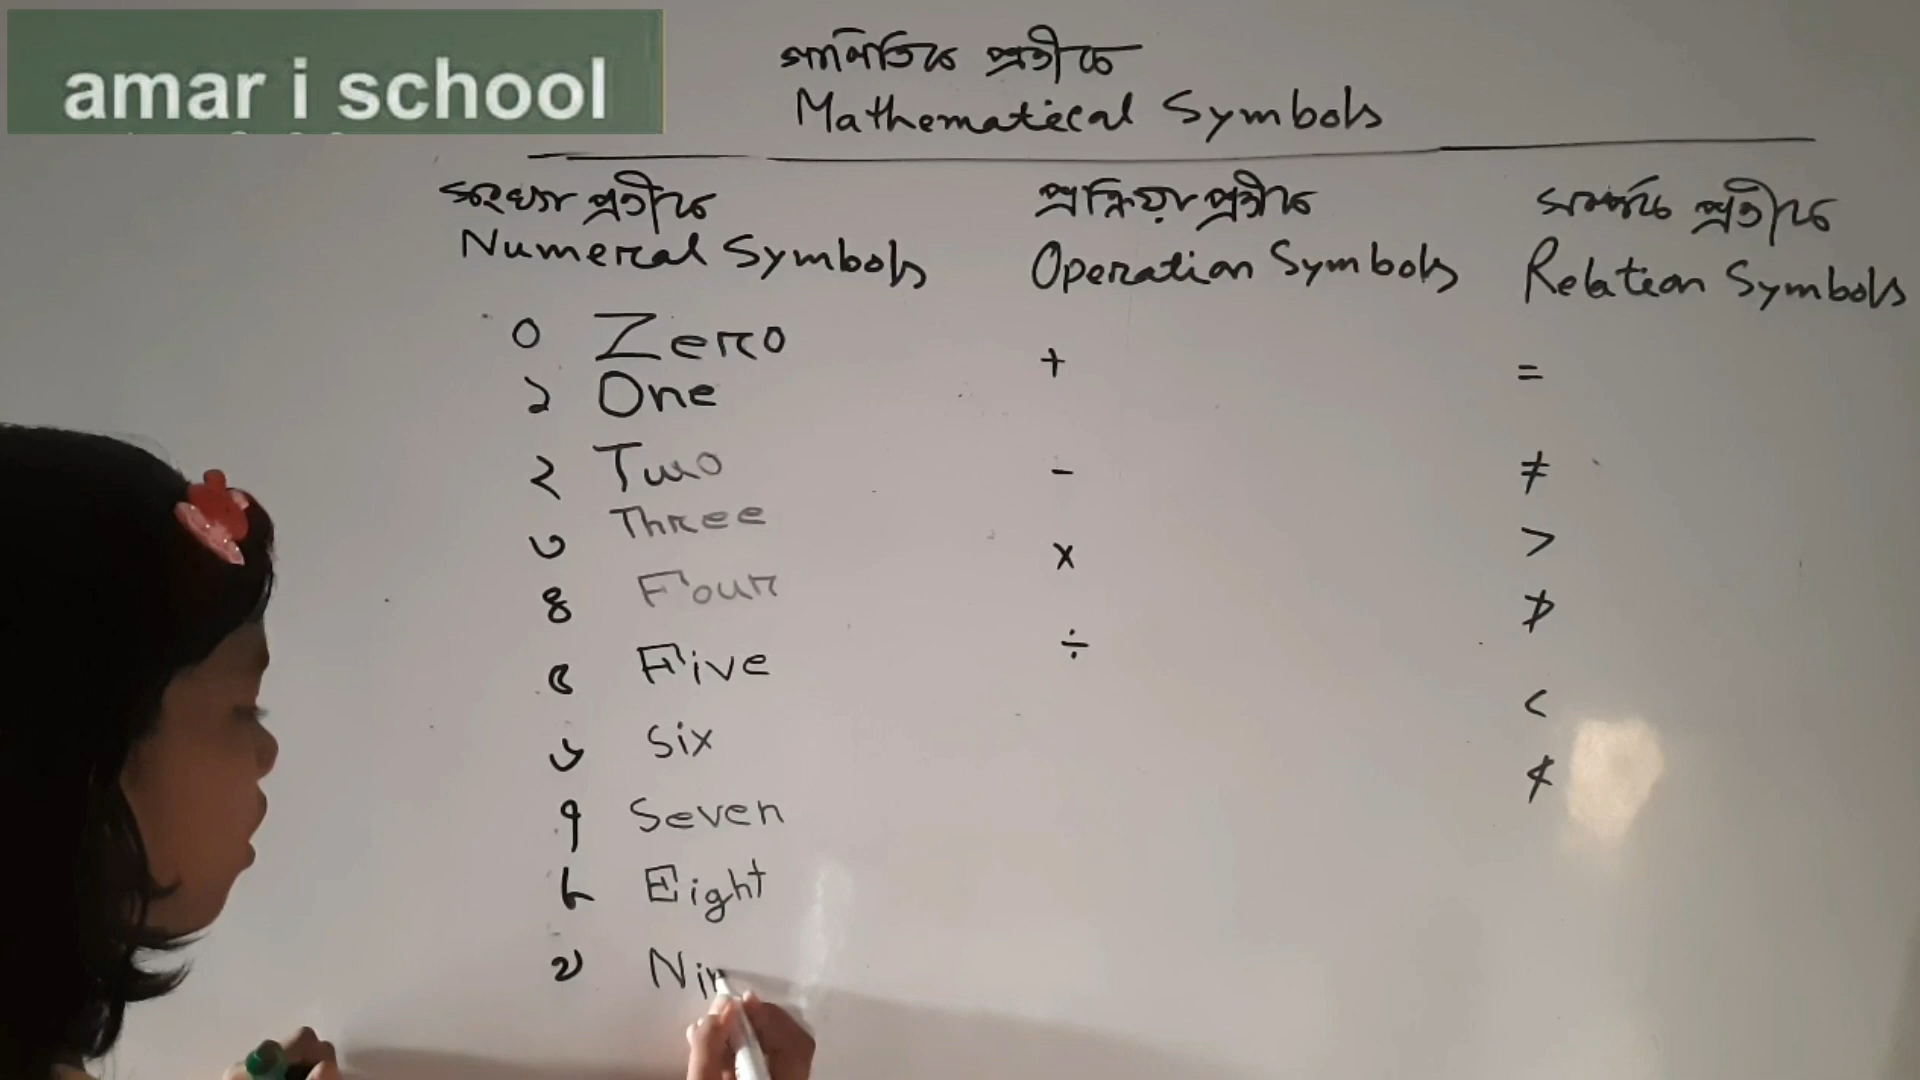 amar i school
গাণিতিক প্রতীক
Mathematical Symbols
সংখ্যা প্রতীক
Numeral Symbols
০ Zero
১ One
২ Two
৩ Three
৪ Four
৫ Five
৬ Six
৭ Seven
৮ Eight
৯ Nin
প্রক্রিয়া প্রতীক
Operation Symbols
+
-
×
÷
সম্পর্ক প্রতীক
Relation Symbols
=
≠
>
≯
<
≮